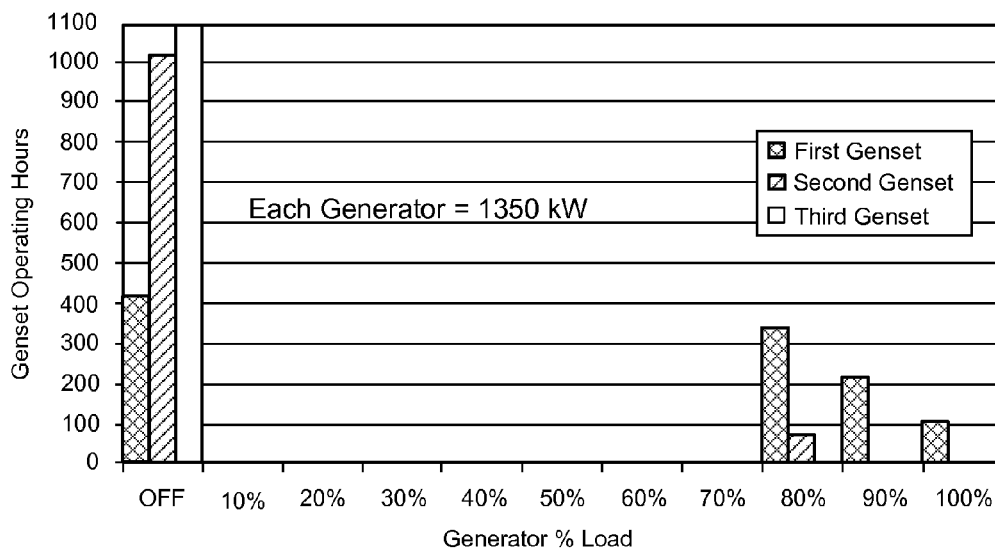 1100
1000
900
800
700
600
500
400
300
200
100
0
Genset Operating Hours
Each Generator = 1350 kW
First Genset
Second Genset
Third Genset
OFF 10% 20% 30% 40% 50% 60% 70% 80% 90% 100%
Generator % Load